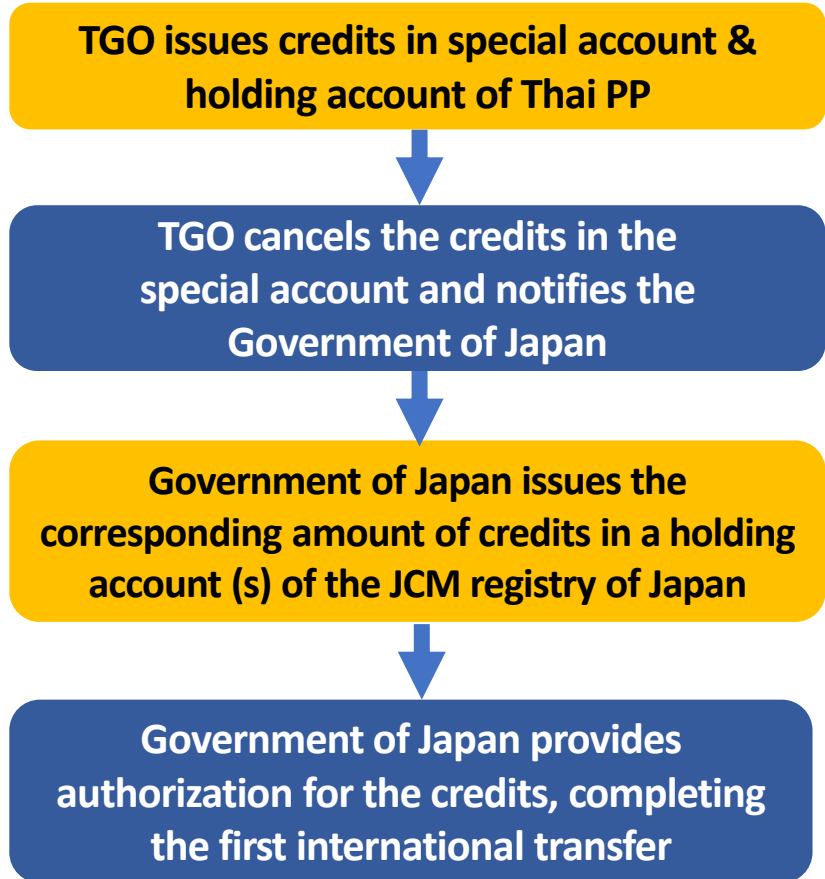 TGO issues credits in special account &
holding account of Thai PP
TGO cancels the credits in the
special account and notifies the
Government of Japan
Government of Japan issues the
corresponding amount of credits in a holding
account (s) of the JCM registry of Japan
Government of Japan provides
authorization for the credits, completing
the first international transfer